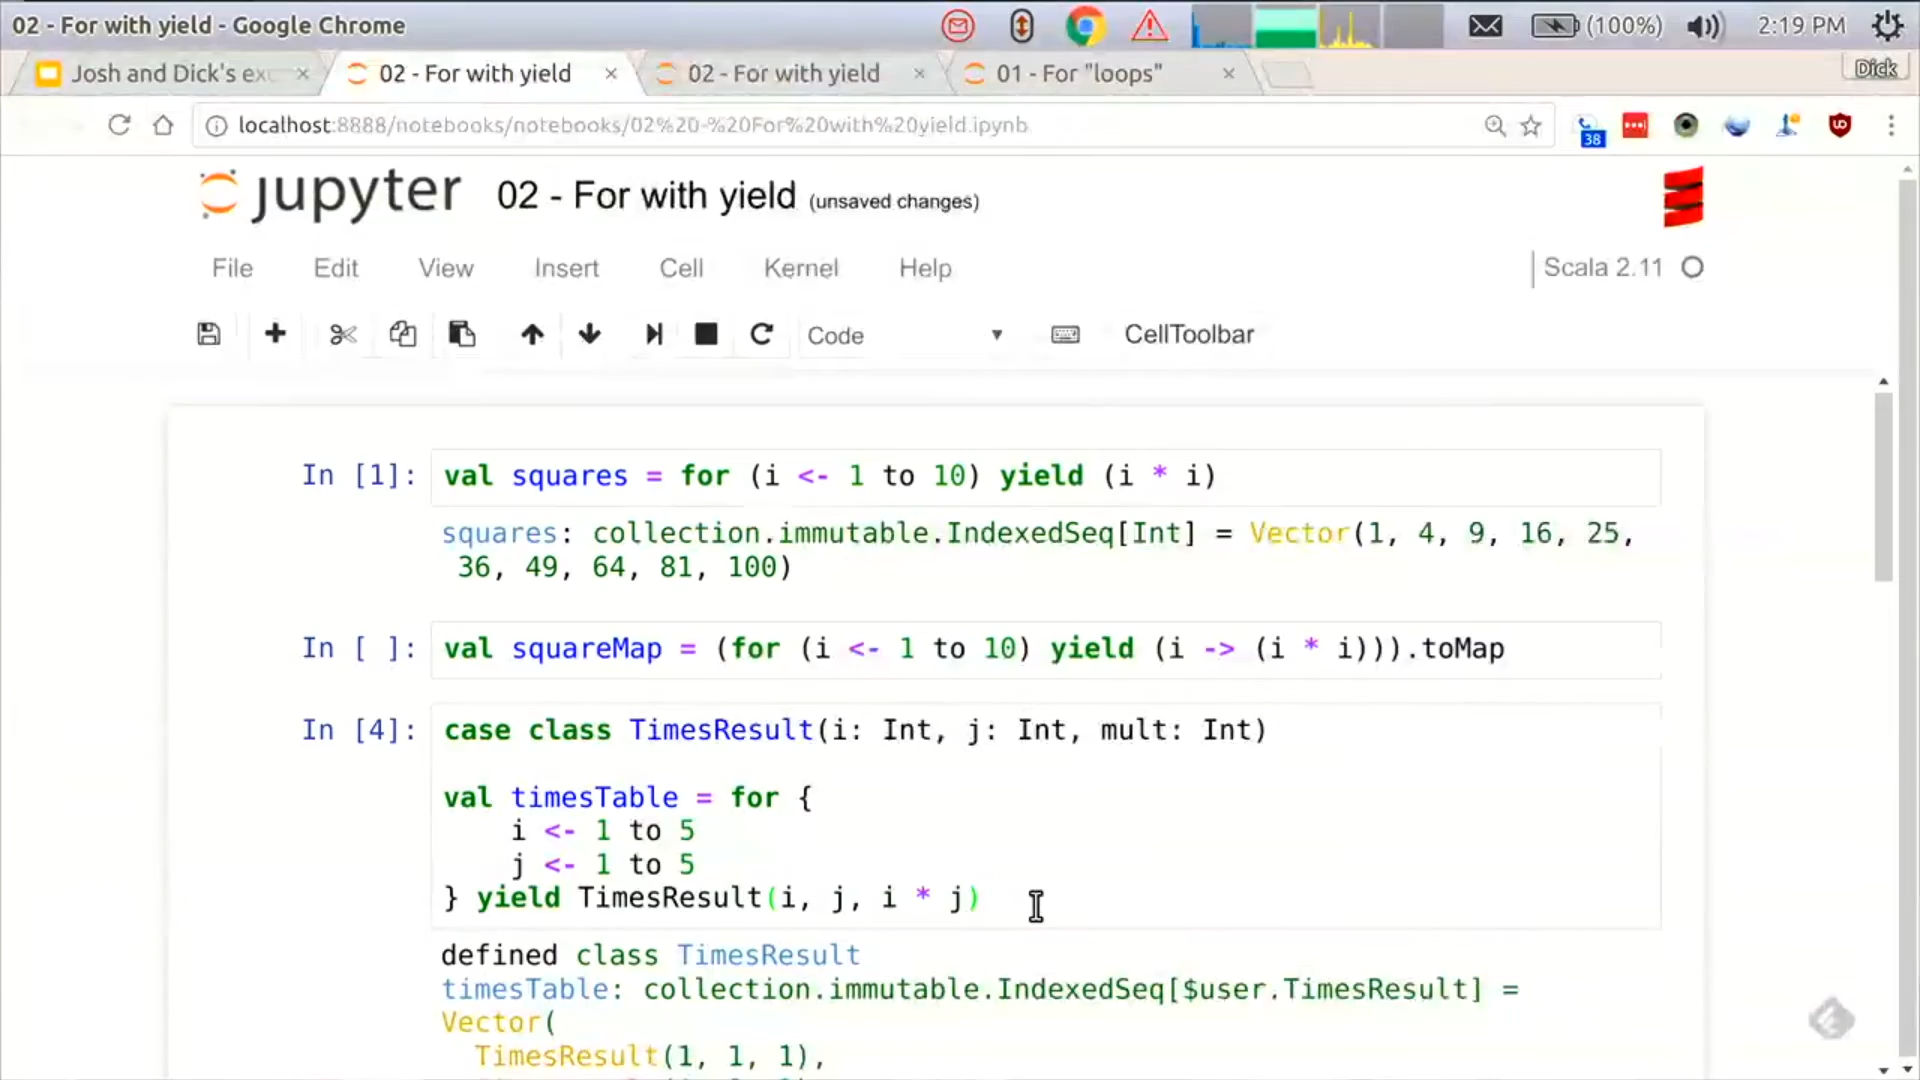 02 - For with yield - Google Chrome
(100%)
2:19 PM
Josh and Dick's exc
02 - For with yield
02 - For with yield
01 - For "loops"
Dick
localhost:8888/notebooks/notebooks/02%20-%20For%20with%20yield.ipynb
38
jupyter 02 - For with yield (unsaved changes)
File Edit View Insert Cell Kernel Help
Scala 2.11
Code
CellToolbar
In [1]: val squares = for (i <- 1 to 10) yield (i * i)
squares: collection.immutable.IndexedSeq[Int] = Vector(1, 4, 9, 16, 25,
36, 49, 64, 81, 100)
In [ ]: val squareMap = (for (i <- 1 to 10) yield (i -> (i * i))).toMap
In [4]: case class TimesResult(i: Int, j: Int, mult: Int)
val timesTable = for {
i <- 1 to 5
j <- 1 to 5
} yield TimesResult(i, j, i * j)
defined class TimesResult
timesTable: collection.immutable.IndexedSeq[$user.TimesResult] =
Vector(
TimesResult(1, 1, 1),